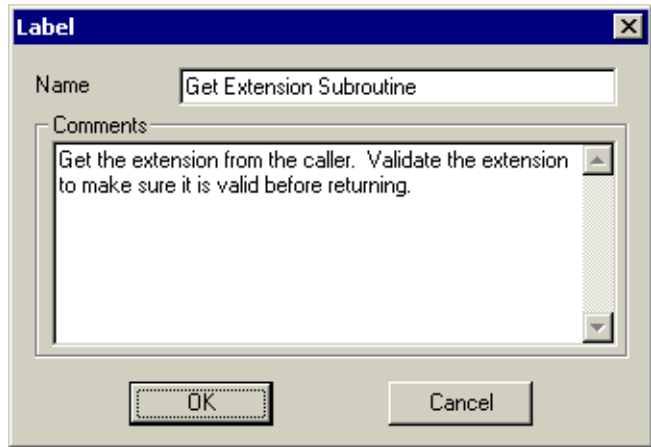 Label
Name
Get Extension Subroutine
Comments
Get the extension from the caller.  Validate the extension
to make sure it is valid before returning.
OK
Cancel